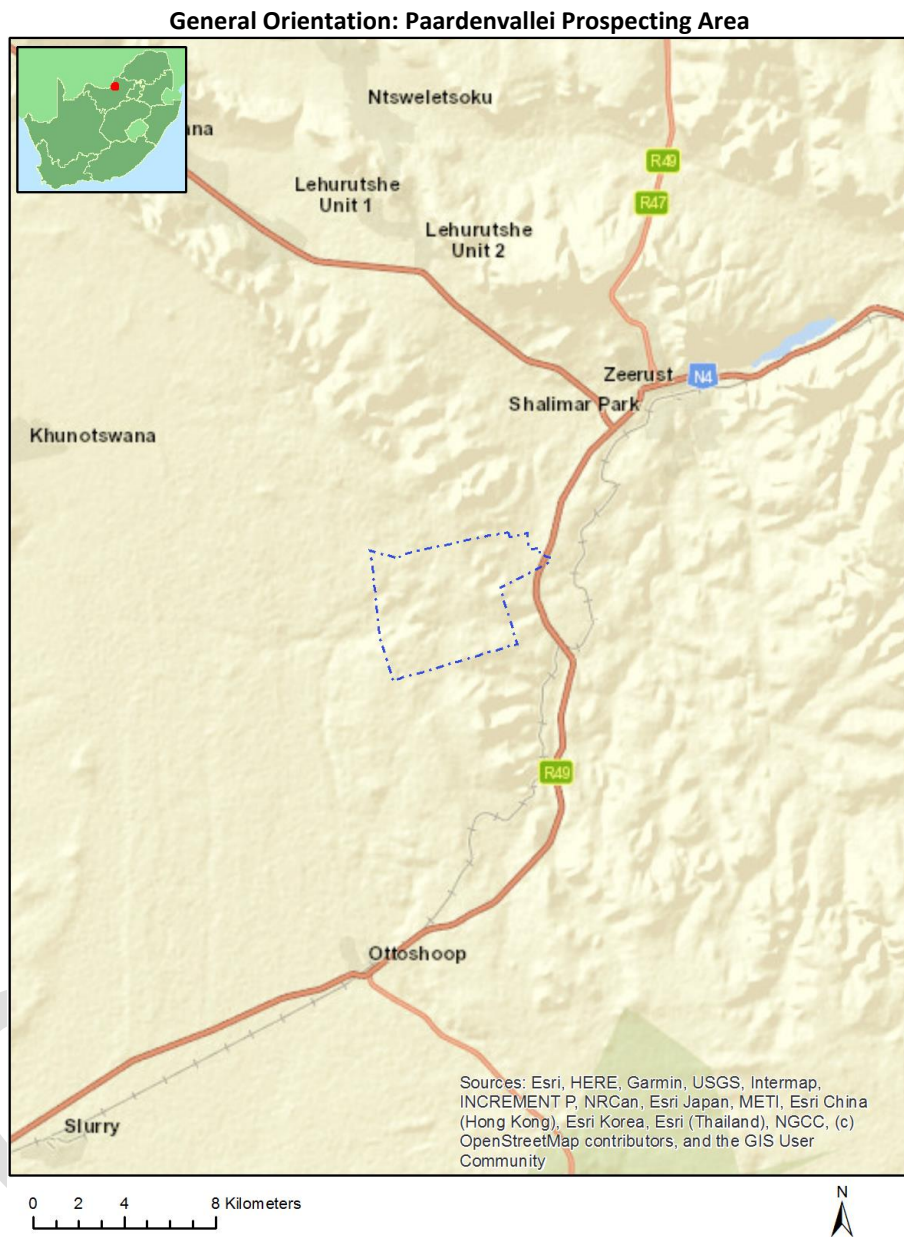 General Orientation: Paardenvallei Prospecting Area
Ntsweletsoku
ana
R49
Lehurutshe
Unit 1
R47
Lehurutshe
Unit 2
Zeerust
N4
Shalimar Park
Khunotswana
R49
Ottoshoop
Sources: Esri, HERE, Garmin, USGS, Intermap,
INCREMENT P, NRCan, Esri Japan, METI, Esri China
(Hong Kong), Esri Korea, Esri (Thailand), NGCC, (c)
OpenStreetMap contributors, and the GIS User
Community
Slurry
0 2 4 8 Kilometers
N